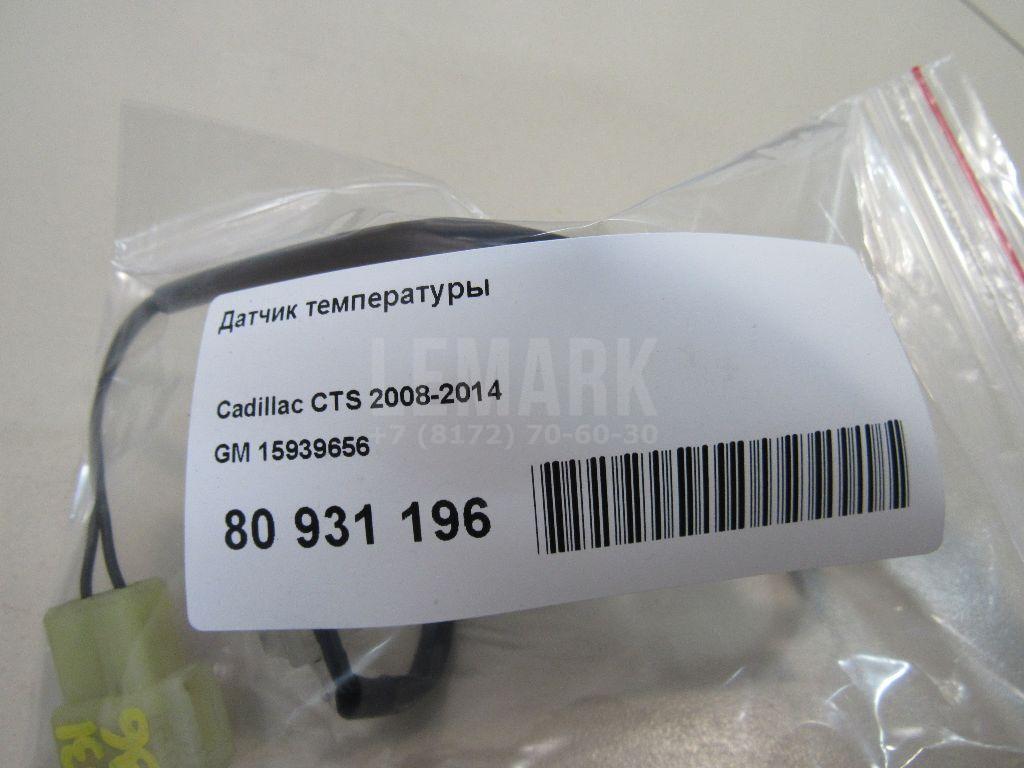 Датчик температуры
LEMARK
Cadillac CTS 2008-2014
+7 (8172) 70-60-30
GM 15939656
80 931 196